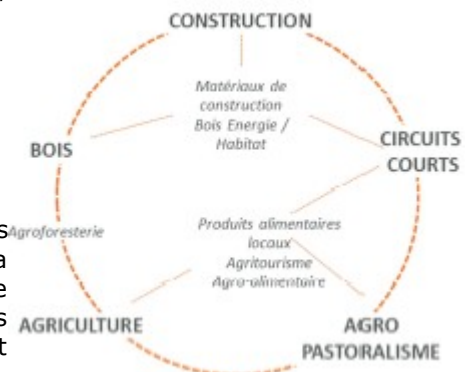 CONSTRUCTION
Matériaux de
construction
Bois Energie /
Habitat
BOIS
CIRCUITS
COURTS
Agroforesterie
Produits alimentaires
locaux
Agritourisme
Agro-alimentaire
AGRICULTURE
AGRO
PASTORALISME